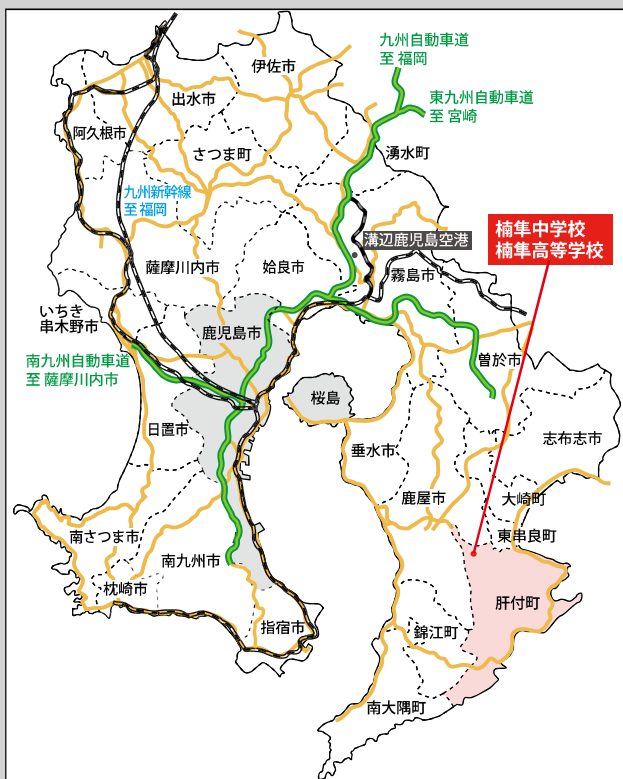 九州自動車道
至 福岡
伊佐市
東九州自動車道
至 宮崎
出水市
阿久根市
さつま町
湧水町
九州新幹線
至 福岡
楠隼中学校
楠隼高等学校
溝辺鹿児島空港
薩摩川内市
姶良市
霧島市
いちき
串木野市
鹿児島市
南九州自動車道
至 薩摩川内市
曽於市
桜島
日置市
垂水市
志布志市
鹿屋市
大崎町
東串良町
南さつま市
南九州市
枕崎市
肝付町
指宿市
錦江町
南大隅町